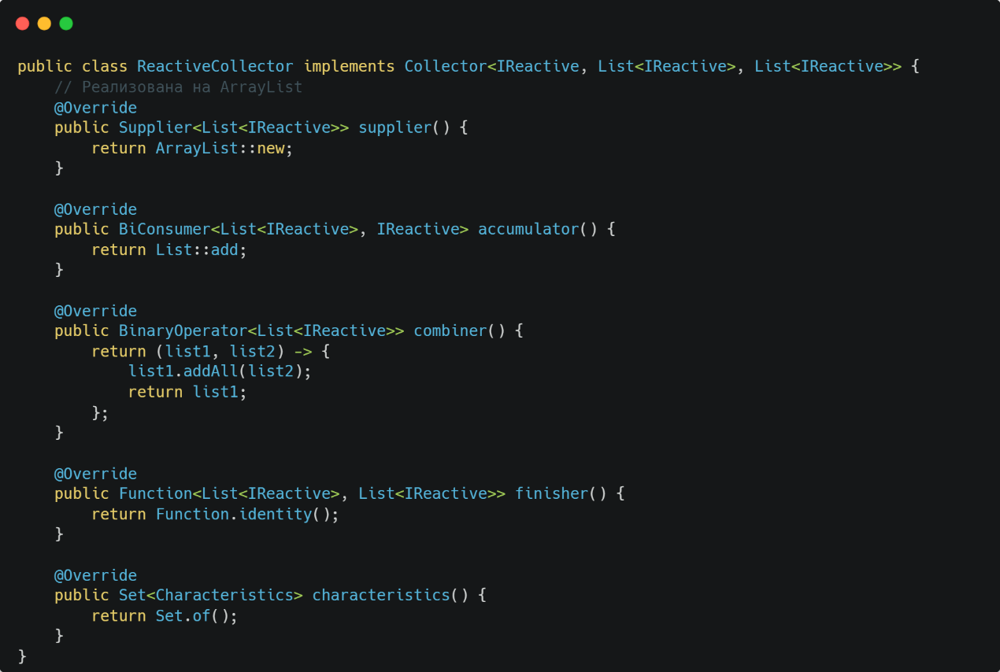 public class ReactiveCollector implements Collector<IReactive, List<IReactive>, List<IReactive>> {
    // Реализована на ArrayList
    @Override
    public Supplier<List<IReactive>> supplier() {
        return ArrayList::new;
    }

    @Override
    public BiConsumer<List<IReactive>, IReactive> accumulator() {
        return List::add;
    }

    @Override
    public BinaryOperator<List<IReactive>> combiner() {
        return (list1, list2) -> {
            list1.addAll(list2);
            return list1;
        };
    }

    @Override
    public Function<List<IReactive>, List<IReactive>> finisher() {
        return Function.identity();
    }

    @Override
    public Set<Characteristics> characteristics() {
        return Set.of();
    }
}